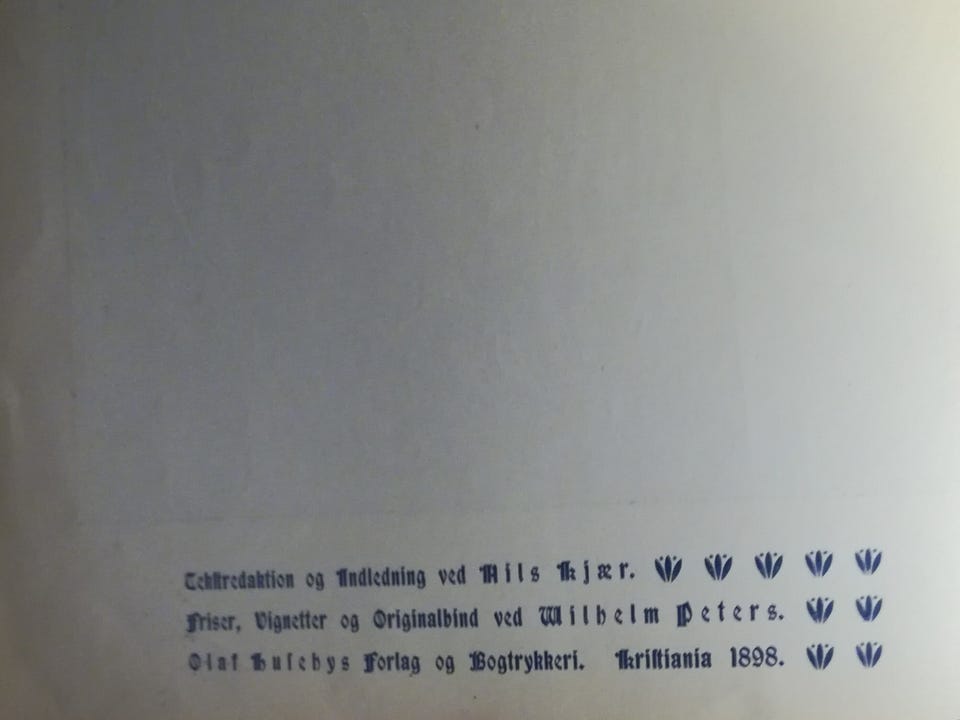 Tekstredaktion og Indledning ved Nils Kjær.
Friser, Vignetter og Originalbind ved Wilhelm Peters.
Olaf Husebys Forlag og Bogtrykkeri. Kristiania 1898.